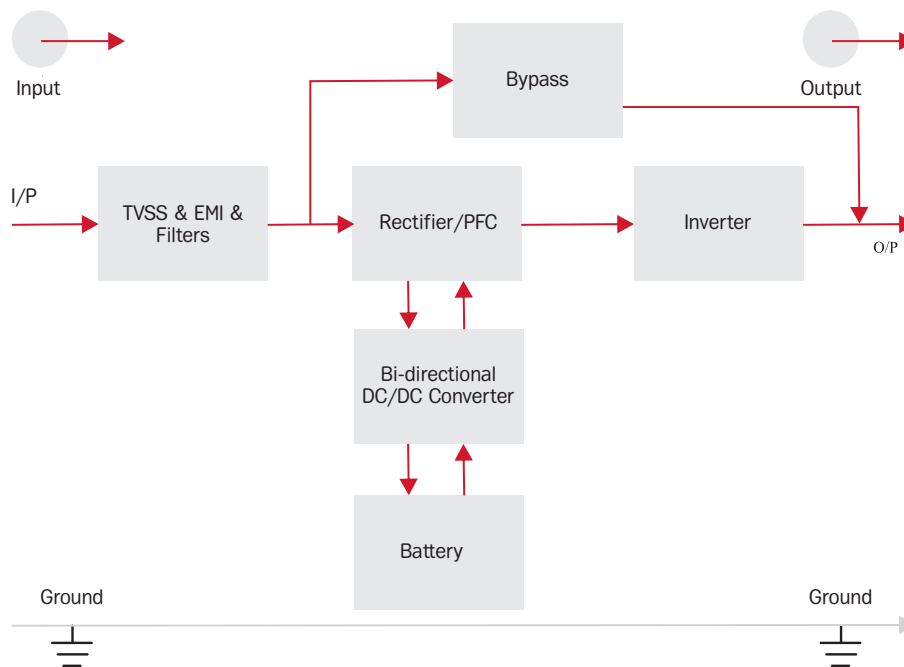 Input
Output
Bypass
I/P
TVSS & EMI &
Filters
Rectifier/PFC
Inverter
O/P
Bi-directional
DC/DC Converter
Battery
Ground
Ground